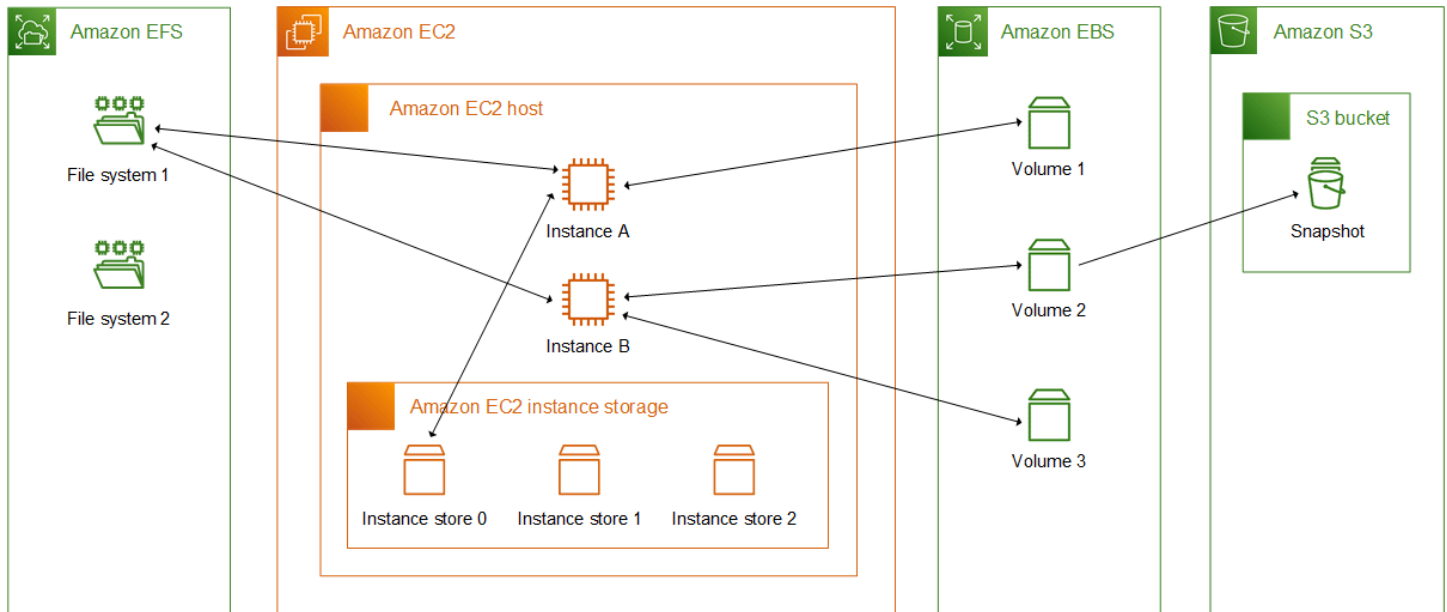 Amazon EFS
Amazon EC2
Amazon EBS
Amazon S3
Amazon EC2 host
S3 bucket
File system 1
Volume 1
Instance A
Snapshot
File system 2
Volume 2
Instance B
Amazon EC2 instance storage
Volume 3
Instance store 0
Instance store 1
Instance store 2